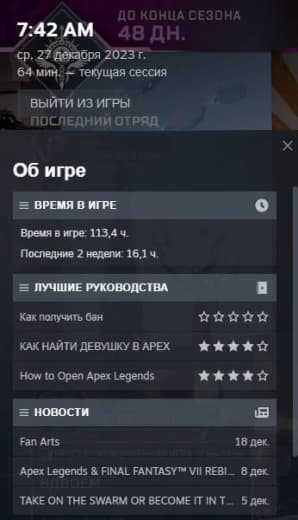 ДО КОНЦА СЕЗОНА
7:42 AM
48 ДН.
ср, 27 декабря 2023 г.
64 мин. — текущая сессия
ВЫЙТИ ИЗ ИГРЫ
ПОСЛЕДНИЙ ОТРЯД
Об игре
ВРЕМЯ В ИГРЕ
Время в игре: 113,4 ч.
Последние 2 недели: 16,1 ч.
ЛУЧШИЕ РУКОВОДСТВА
Как получить бан
КАК НАЙТИ ДЕВУШКУ В APEX
How to Open Apex Legends
НОВОСТИ
Fan Arts 18 дек.
Apex Legends & FINAL FANTASY™ VII REBI... 8 дек.
TAKE ON THE SWARM OR BECOME IT IN T... 5 дек.